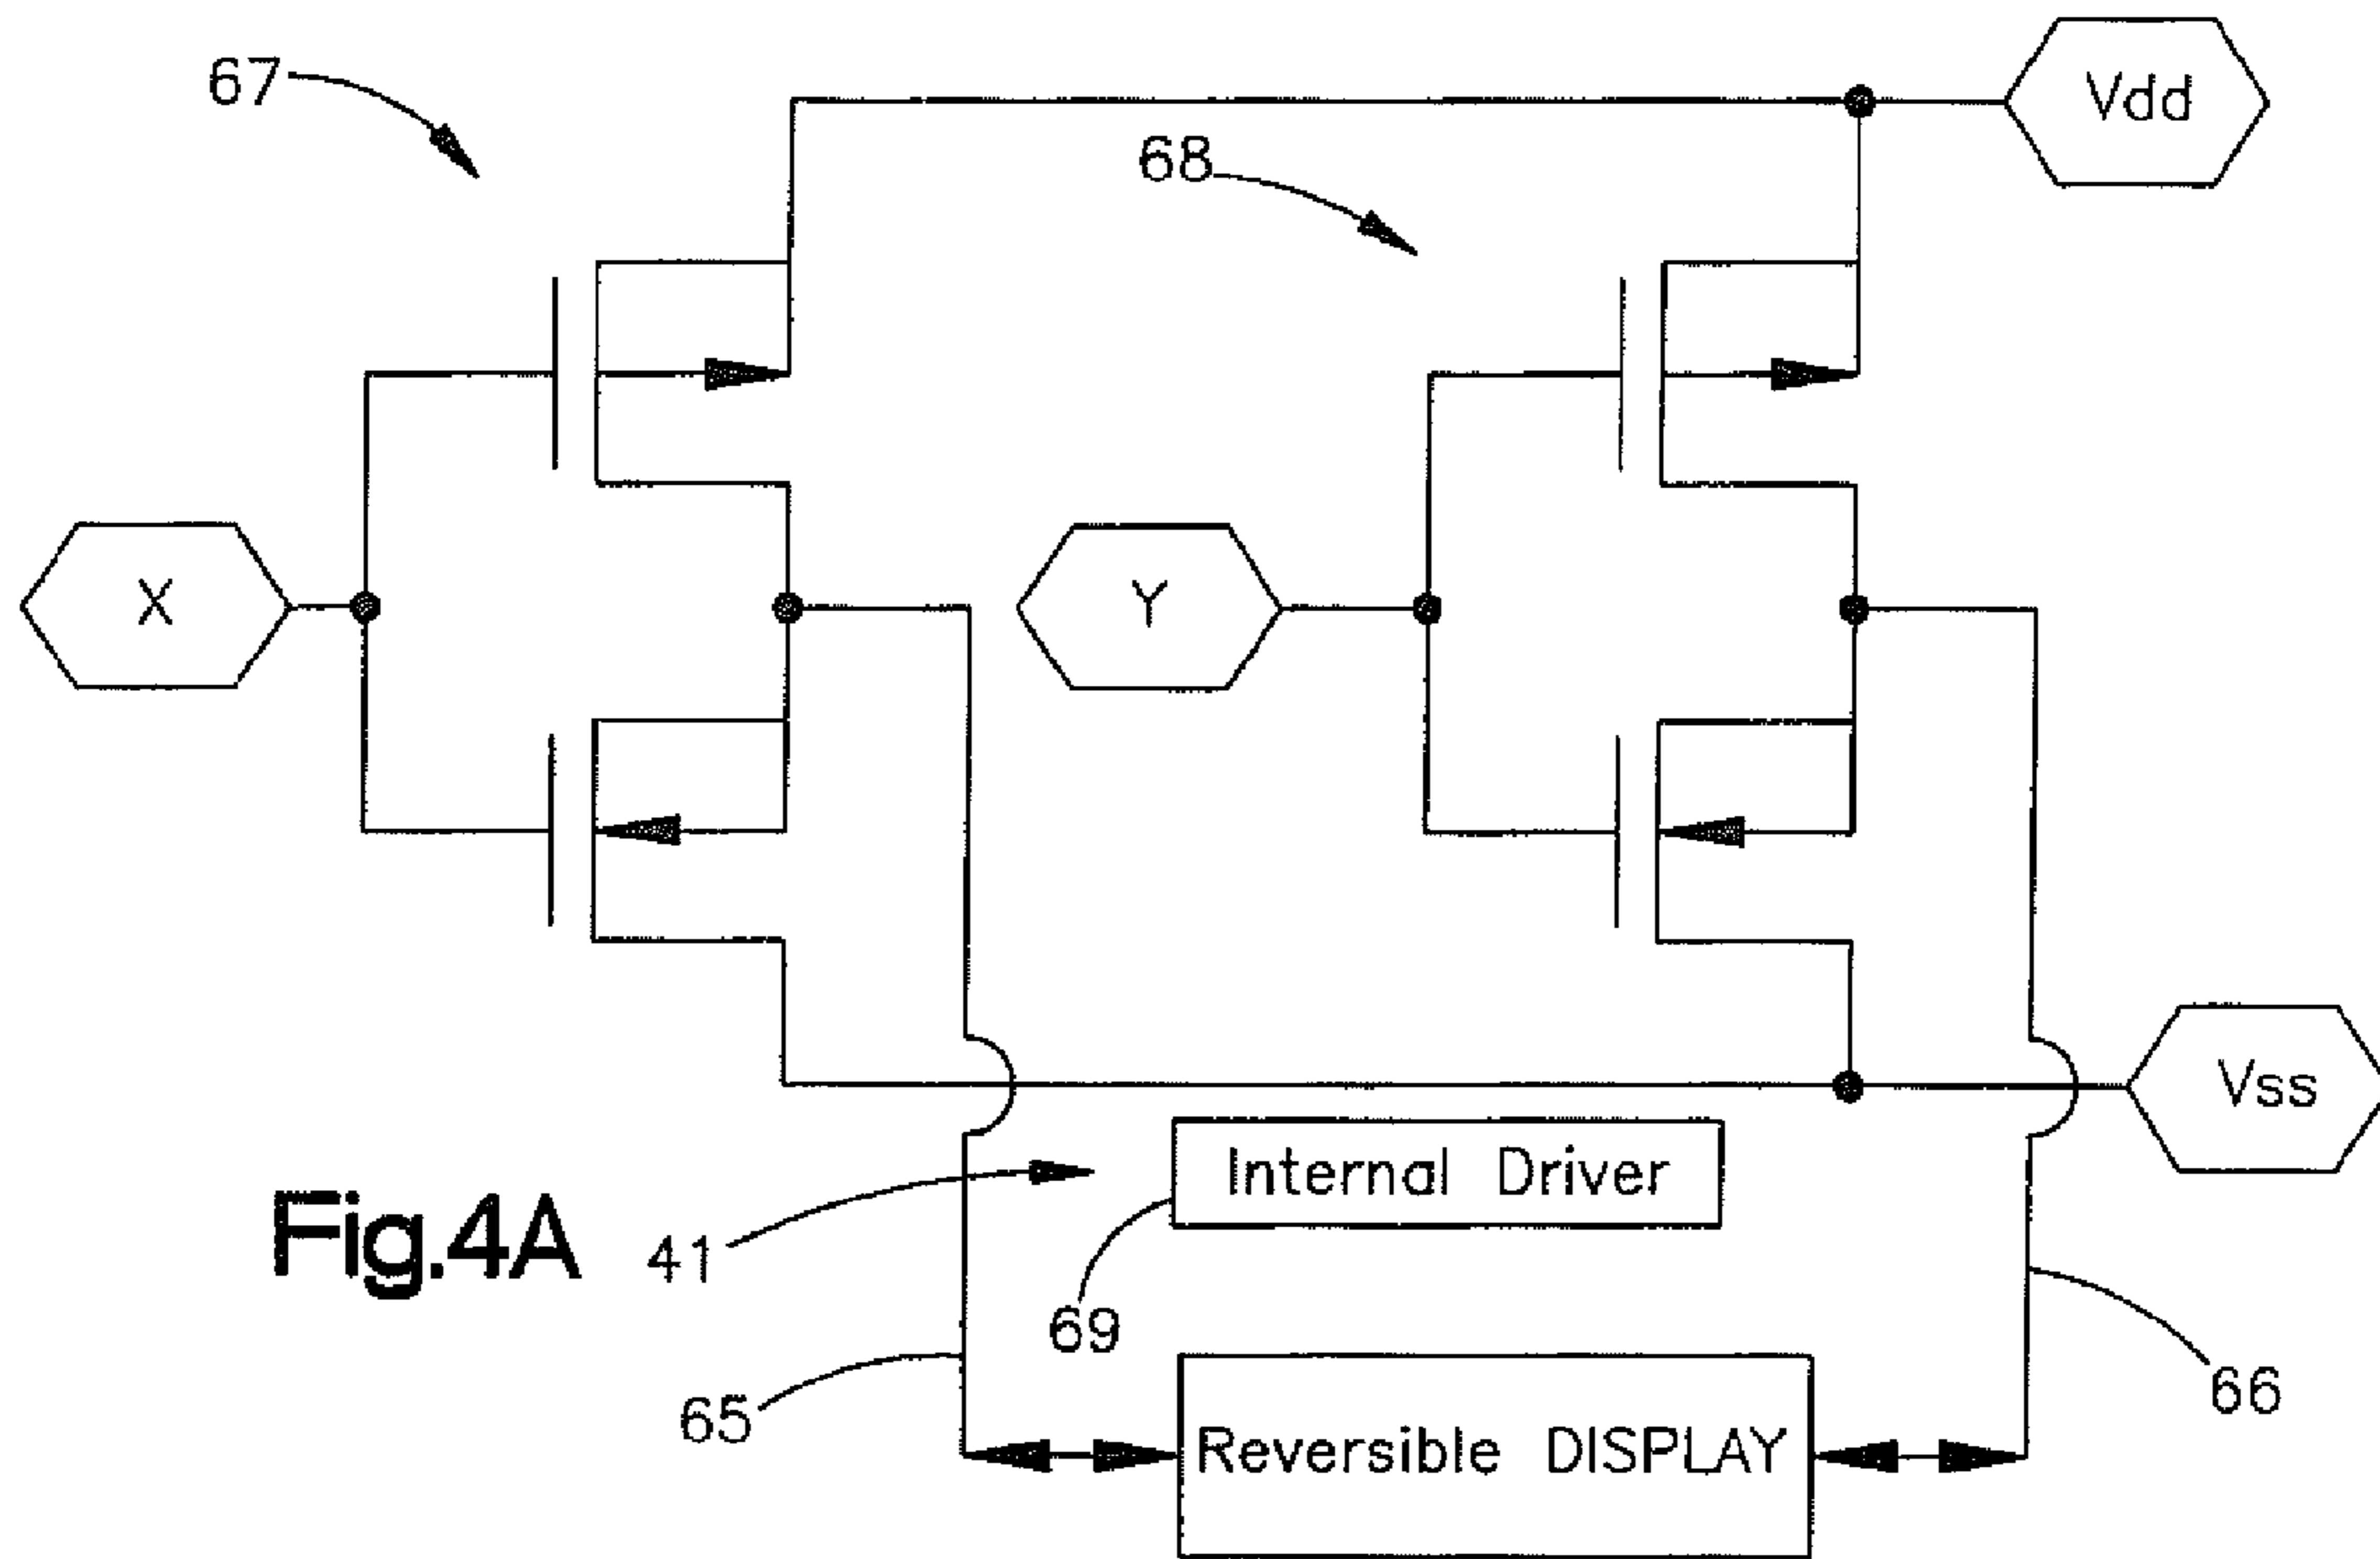 67
Vdd
68
X
Y
Vss
Internal Driver
Fig.4A
41
69
65
66
Reversible DISPLAY